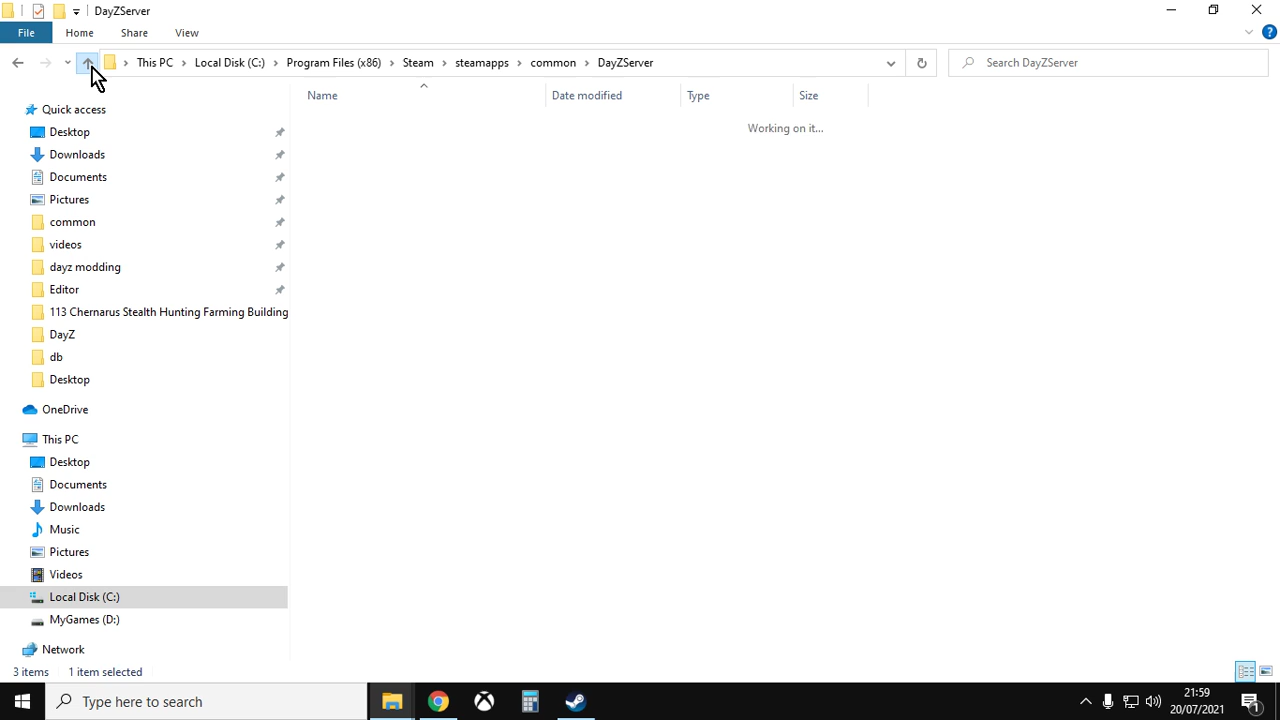 DayZServer
File Home Share View
This PC Local Disk (C:) Program Files (x86) Steam steamapps common DayZServer
Search DayZServer
Name Date modified Type Size
Working on it...
Quick access
Desktop
Downloads
Documents
Pictures
common
videos
dayz modding
Editor
113 Chernarus Stealth Hunting Farming Building
DayZ
db
Desktop
OneDrive
This PC
Desktop
Documents
Downloads
Music
Pictures
Videos
Local Disk (C:)
MyGames (D:)
Network
3 items 1 item selected
Type here to search
21:59
20/07/2021
1